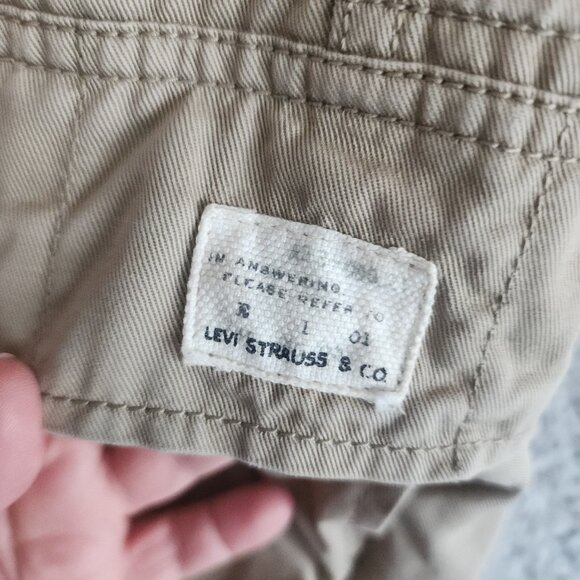 IN ANSWERING
PLEASE REFER TO
R 1 01
LEVI STRAUSS & CO.